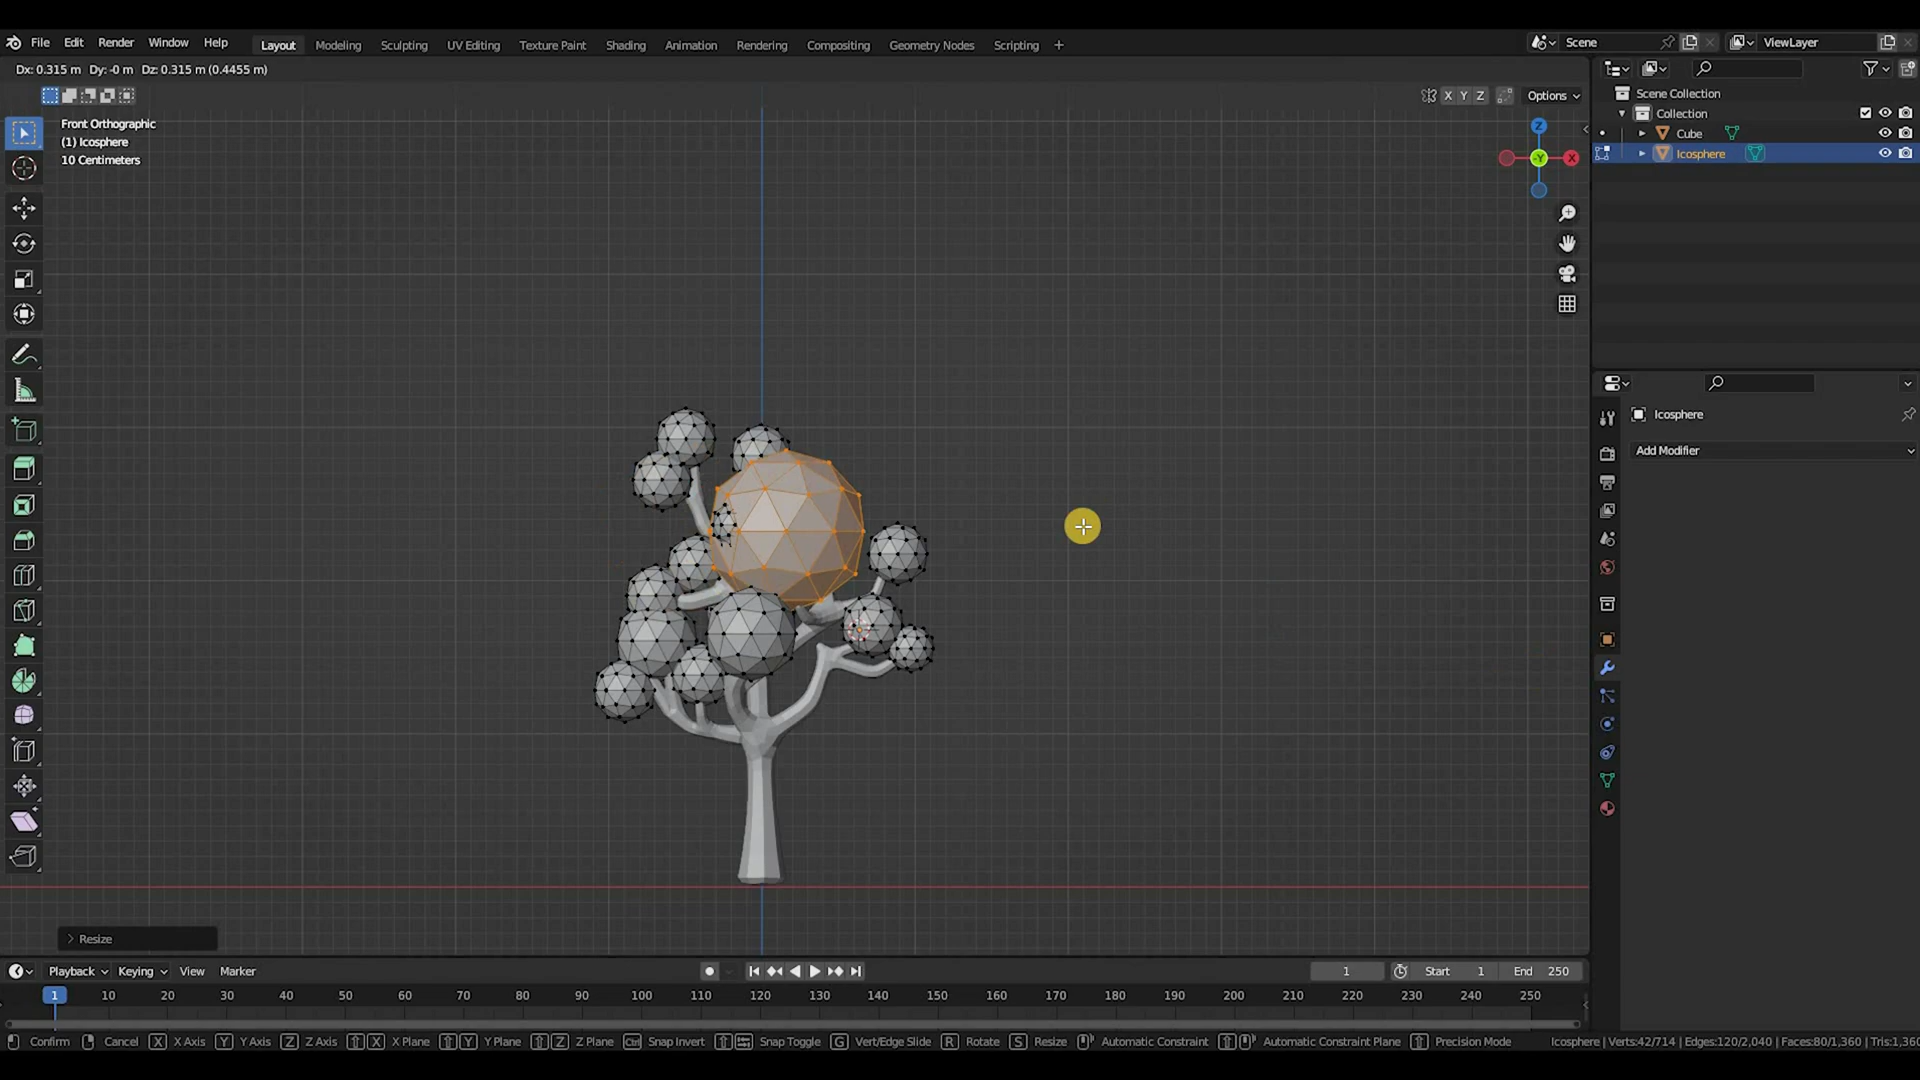 File Edit Render Window Help Layout Modeling Sculpting UV Editing Texture Paint Shading Animation Rendering Compositing Geometry Nodes Scripting + Scene ViewLayer
Dx: 0.315 m Dy: -0 m Dz: 0.315 m (0.4455 m)
X Y Z Options
Scene Collection
Collection
Cube
Icosphere
Front Orthographic
(1) Icosphere
10 Centimeters
Z
-Y X
Icosphere
Add Modifier
Resize
Playback Keying View Marker 1 Start 1 End 250
1 10 20 30 40 50 60 70 80 90 100 110 120 130 140 150 160 170 180 190 200 210 220 230 240 250
Confirm Cancel X X Axis Y Y Axis Z Z Axis X X Plane Y Y Plane Z Z Plane Ctrl Snap Invert Snap Toggle G Vert/Edge Slide R Rotate S Resize Automatic Constraint Automatic Constraint Plane Precision Mode Icosphere | Verts:42/714 | Edges:120/2,040 | Faces:80/1,360 | Tris:1,360